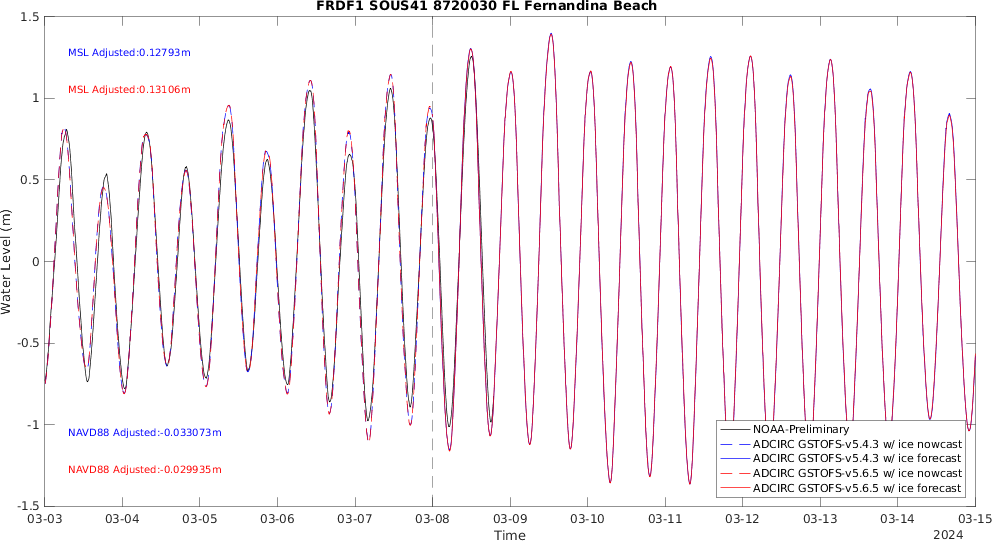 FRDF1 SOUS41 8720030 FL Fernandina Beach
1.5
1
0.5
0
-0.5
-1
-1.5
Water Level (m)
MSL Adjusted:0.12793m
MSL Adjusted:0.13106m
NAVD88 Adjusted:-0.033073m
NAVD88 Adjusted:-0.029935m
NOAA-Preliminary
ADCIRC GSTOFS-v5.4.3 w/ ice nowcast
ADCIRC GSTOFS-v5.4.3 w/ ice forecast
ADCIRC GSTOFS-v5.6.5 w/ ice nowcast
ADCIRC GSTOFS-v5.6.5 w/ ice forecast
03-03 03-04 03-05 03-06 03-07 03-08 03-09 03-10 03-11 03-12 03-13 03-14 03-15
Time
2024